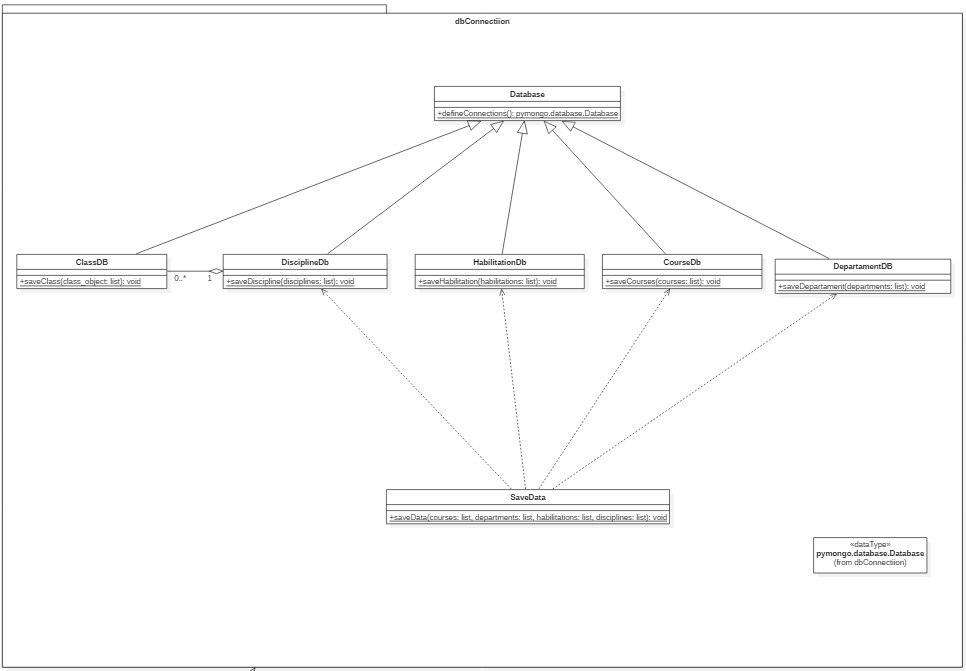 dbConnectiion
Database
+defineConnections(): pymongo.database.Database
ClassDB
+saveClass(class_object: list): void
0..*
1
DisciplineDb
+saveDiscipline(disciplines: list): void
HabilitationDb
+saveHabilitation(habilitations: list): void
CourseDb
+saveCourses(courses: list): void
DepartamentDB
+saveDepartament(departments: list): void
SaveData
+saveData(courses: list, departments: list, habilitations: list, disciplines: list): void
«dataType»
pymongo.database.Database
(from dbConnectiion)